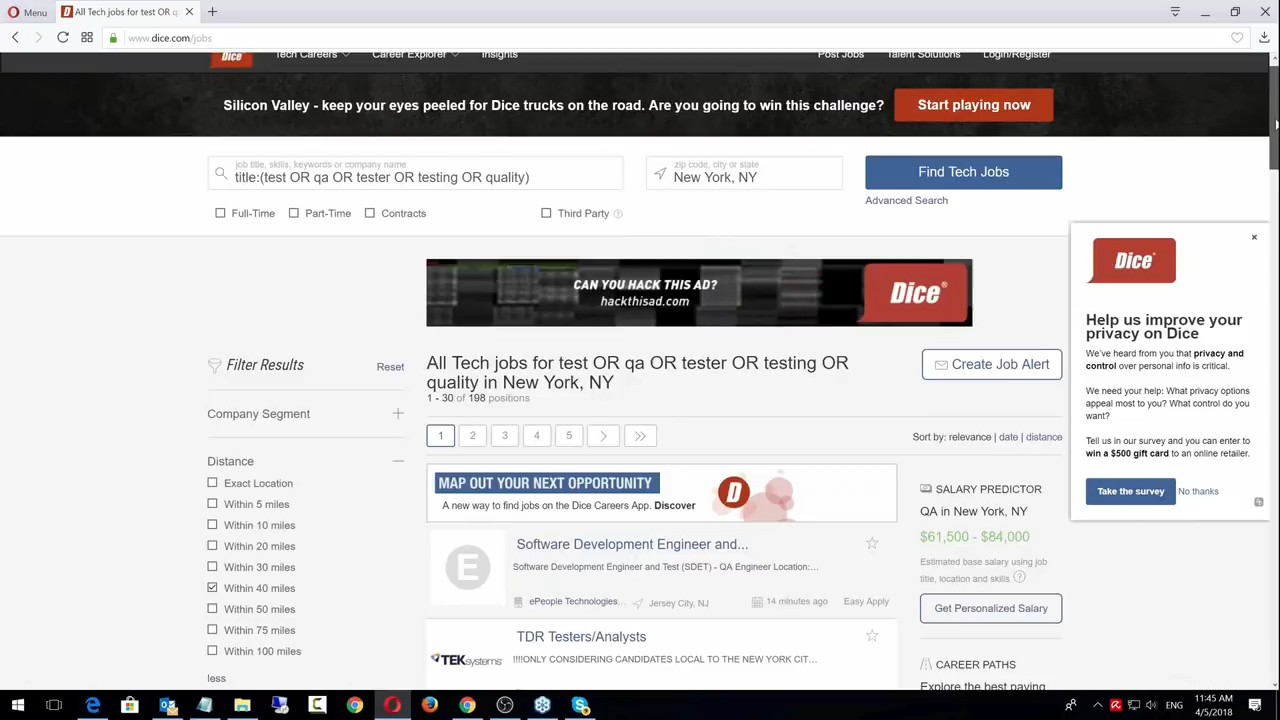 Menu
All Tech jobs for test OR q
www.dice.com/jobs
Dice
Tech Careers
Career Explorer
Insights
Post Jobs
Talent Solutions
Login/Register
Silicon Valley - keep your eyes peeled for Dice trucks on the road. Are you going to win this challenge?
Start playing now
job title, skills, keywords or company name
title:(test OR qa OR tester OR testing OR quality)
zip code, city or state
New York, NY
Find Tech Jobs
Advanced Search
Full-Time
Part-Time
Contracts
Third Party
CAN YOU HACK THIS AD?
hackthisad.com
Dice
Filter Results
Reset
Company Segment
Distance
Exact Location
Within 5 miles
Within 10 miles
Within 20 miles
Within 30 miles
Within 40 miles
Within 50 miles
Within 75 miles
Within 100 miles
less
All Tech jobs for test OR qa OR tester OR testing OR
quality in New York, NY
1 - 30 of 198 positions
Create Job Alert
1 2 3 4 5
Sort by: relevance | date | distance
MAP OUT YOUR NEXT OPPORTUNITY
A new way to find jobs on the Dice Careers App. Discover
D
E
Software Development Engineer and...
Software Development Engineer and Test (SDET) - QA Engineer Location:...
ePeople Technologies...
Jersey City, NJ
14 minutes ago
Easy Apply
TDR Testers/Analysts
TEKsystems
!!!!ONLY CONSIDERING CANDIDATES LOCAL TO THE NEW YORK CIT...
SALARY PREDICTOR
QA in New York, NY
$61,500 - $84,000
Estimated base salary using job
title, location and skills.
Get Personalized Salary
CAREER PATHS
Explore the best paying
Dice
Help us improve your
privacy on Dice
We've heard from you that privacy and
control over personal info is critical.
We need your help: What privacy options
appeal most to you? What control do you
want?
Tell us in our survey and you can enter to
win a $500 gift card to an online retailer.
Take the survey
No thanks
ENG
11:45 AM
4/5/2018